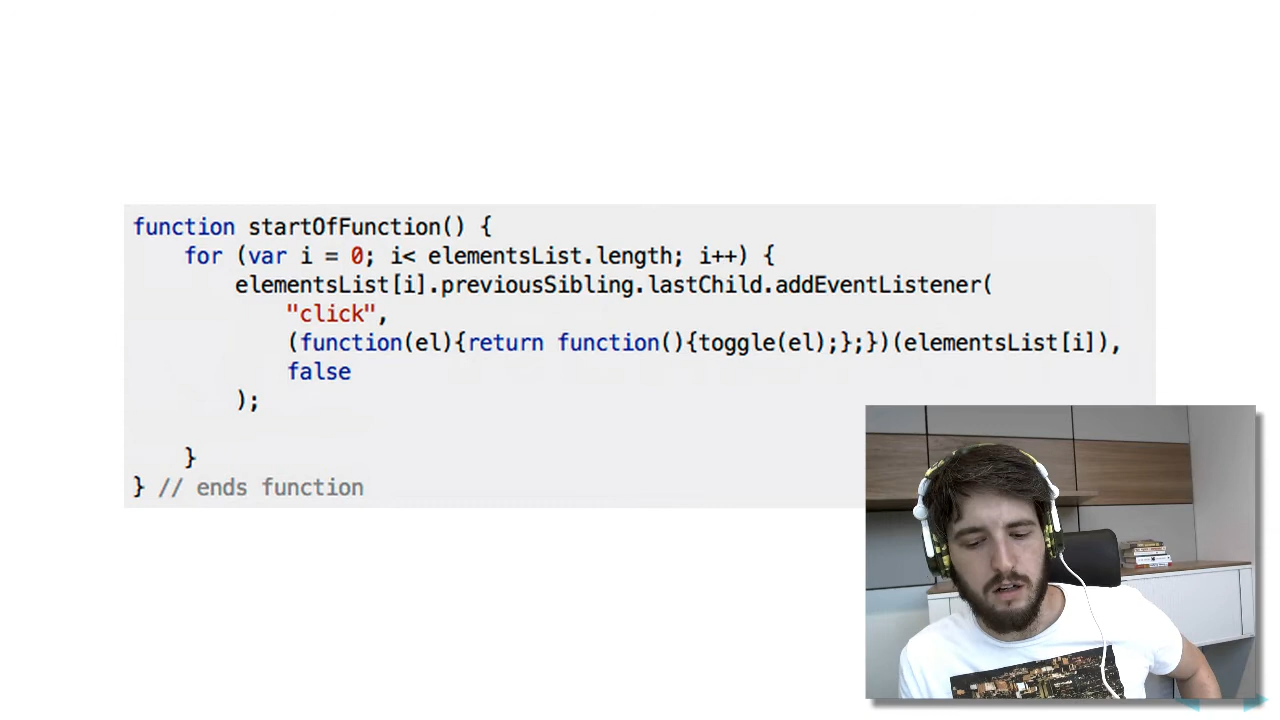 function startOfFunction() {
for (var i = 0; i< elementsList.length; i++) {
elementsList[i].previousSibling.lastChild.addEventListener(
"click",
(function(el){return function(){toggle(el);};})(elementsList[i]),
false
);
}
} // ends function